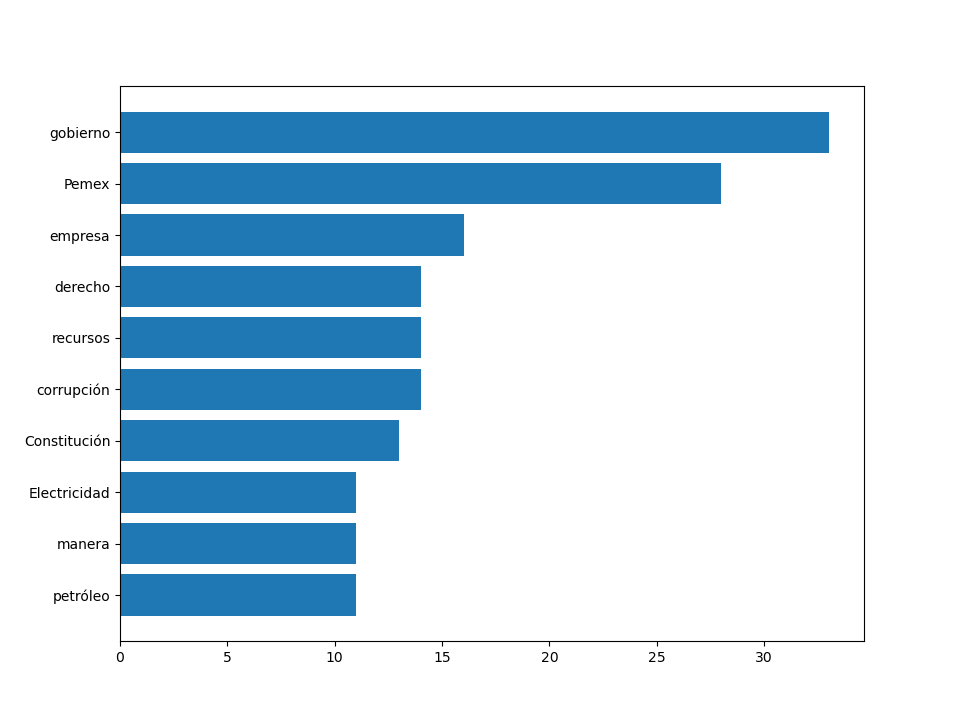 gobierno
Pemex
empresa
derecho
recursos
corrupción
Constitución
Electricidad
manera
petróleo
0 5 10 15 20 25 30